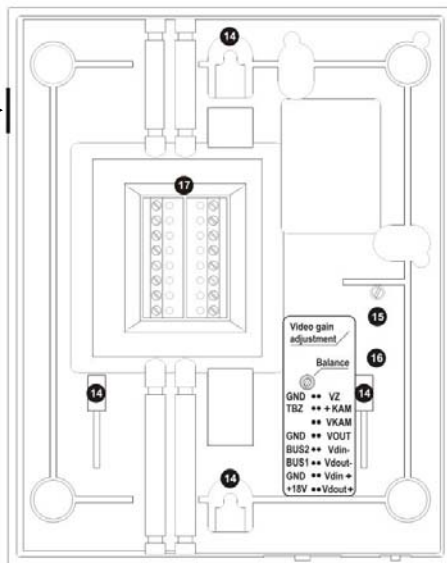 14
17
15
Video gain
adjustment
16
Balance
14
14
GND •• VZ
TBZ •• + KAM
•• VKAM
GND •• VOUT
BUS2 •• Vdin-
BUS1 •• Vdout-
GND •• Vdin +
+18V •• Vdout +
14